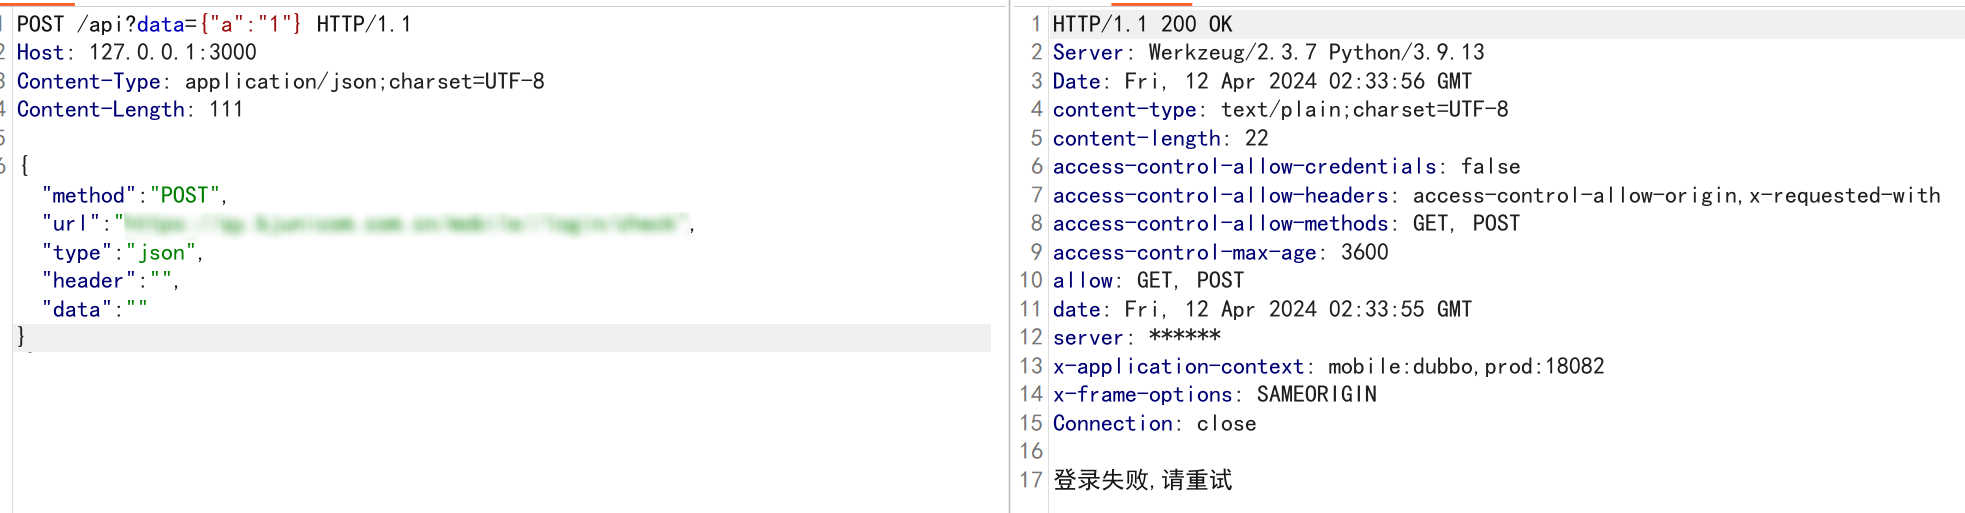 POST /api?data={"a":"1"} HTTP/1.1
Host: 127.0.0.1:3000
Content-Type: application/json;charset=UTF-8
Content-Length: 111
{
"method":"POST",
"url":"
",
"type":"json",
"header":"",
"data":""
}
1 HTTP/1.1 200 OK
2 Server: Werkzeug/2.3.7 Python/3.9.13
3 Date: Fri, 12 Apr 2024 02:33:56 GMT
4 content-type: text/plain;charset=UTF-8
5 content-length: 22
6 access-control-allow-credentials: false
7 access-control-allow-headers: access-control-allow-origin,x-requested-with
8 access-control-allow-methods: GET, POST
9 access-control-max-age: 3600
10 allow: GET, POST
11 date: Fri, 12 Apr 2024 02:33:55 GMT
12 server: ******
13 x-application-context: mobile:dubbo,prod:18082
14 x-frame-options: SAMEORIGIN
15 Connection: close
16
17 登录失败,请重试